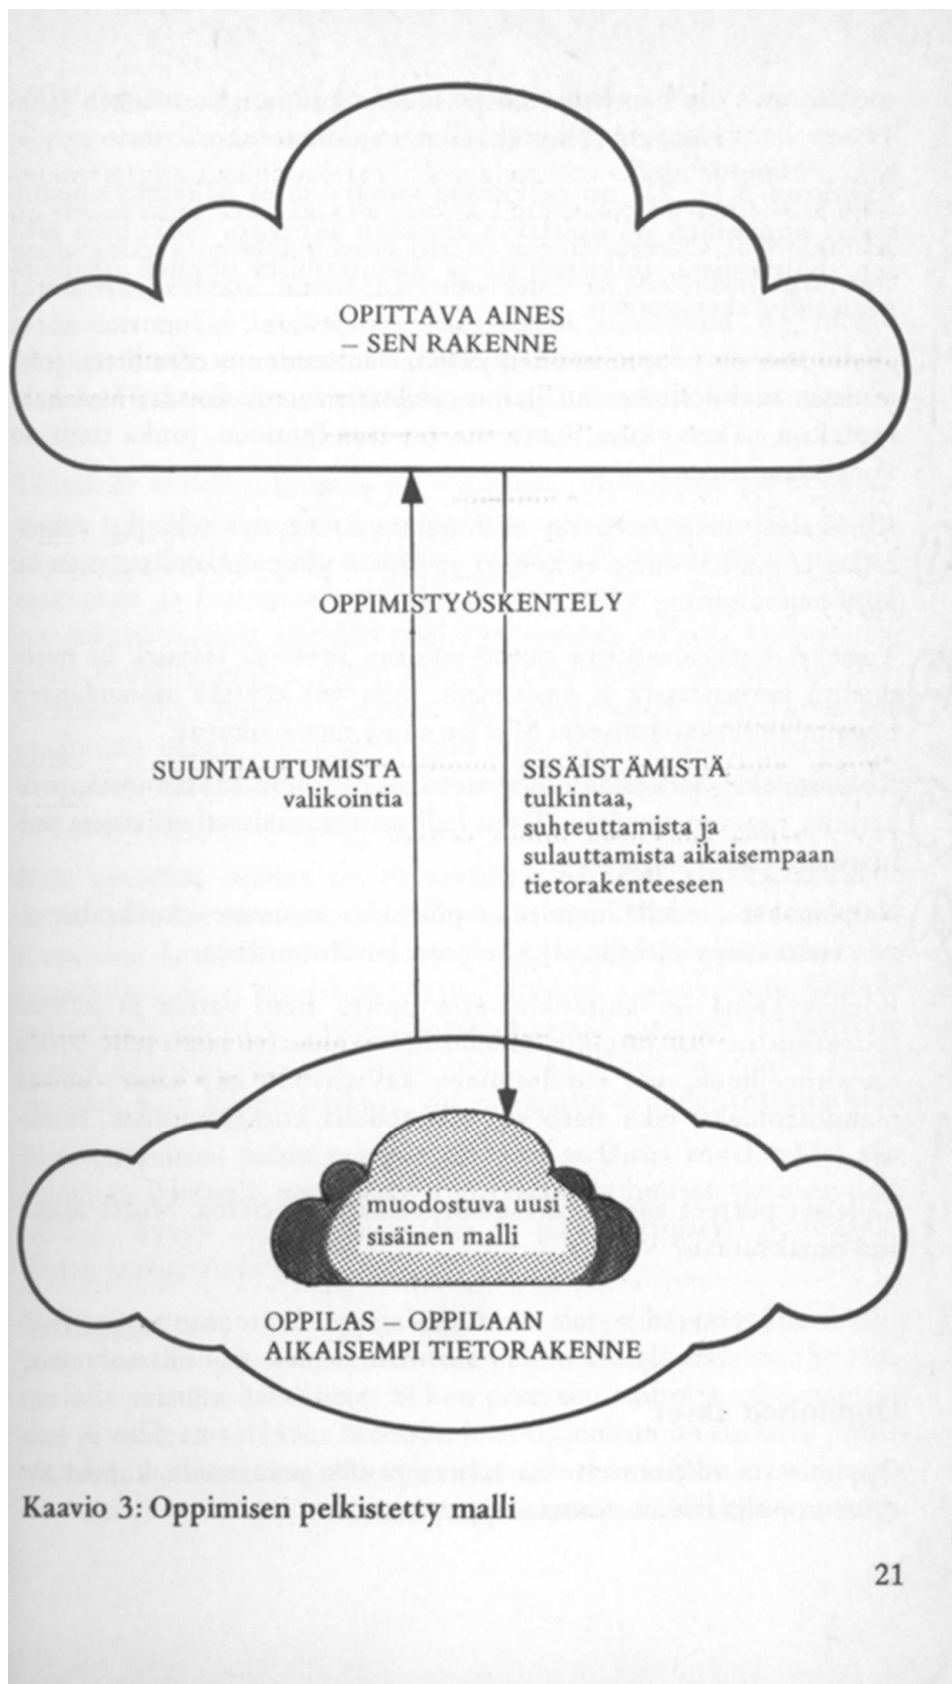 OPITTAVA AINES
– SEN RAKENNE
OPPIMISTYÖSKENTELY
SUUNTAUTUMISTA
valikointia
SISÄISTÄMISTÄ
tulkintaa,
suhteuttamista ja
sulauttamista aikaisempaan
tietorakenteeseen
muodostuva uusi
sisäinen malli
OPPILAS – OPPILAAN
AIKAISEMPI TIETORAKENNE
Kaavio 3: Oppimisen pelkistetty malli
21